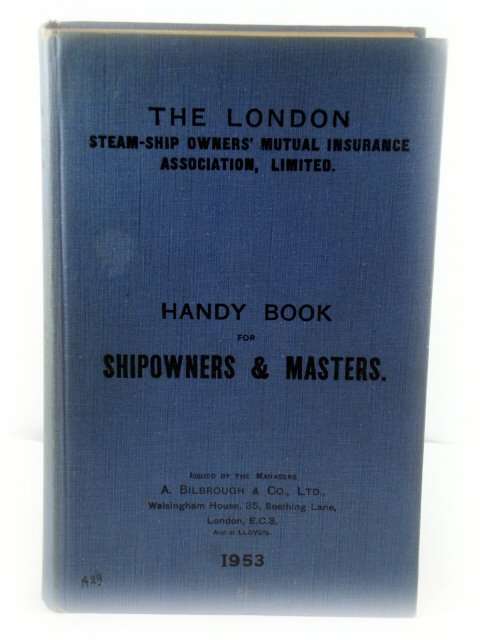 THE LONDON
STEAM-SHIP OWNERS' MUTUAL INSURANCE
ASSOCIATION, LIMITED.
HANDY BOOK
FOR
SHIPOWNERS & MASTERS.
ISSUED BY THE MANAGERS
A. BILBROUGH & CO., LTD.,
Walsingham House, 35, Seething Lane,
London, E.C.3.
And at LLOYD'S.
1953
A29